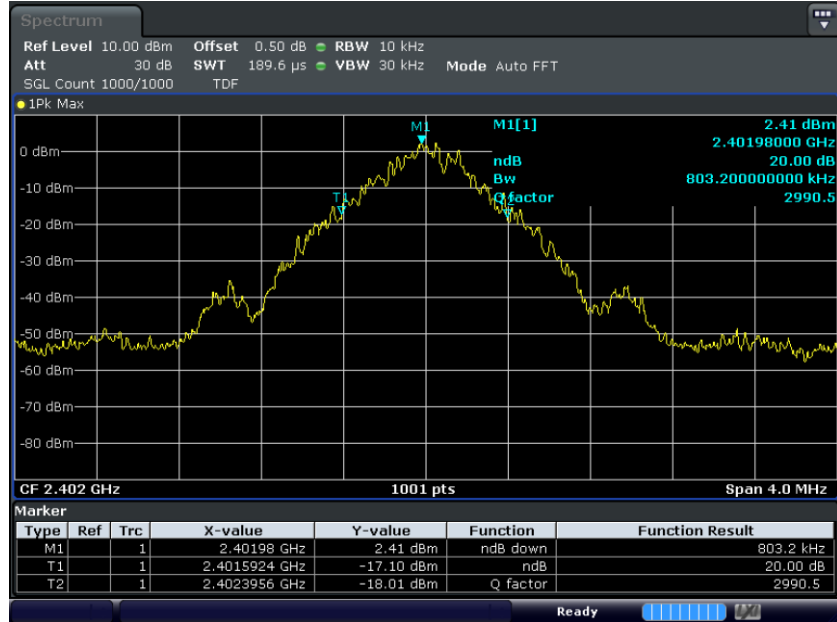 Spectrum
Ref Level 10.00 dBm Offset 0.50 dB RBW 10 kHz
Att 30 dB SWT 189.6 µs VBW 30 kHz Mode Auto FFT
SGL Count 1000/1000 TDF
1Pk Max
M1 M1[1] 2.41 dBm
2.40198000 GHz
0 dBm
ndB 20.00 dB
Bw 803.200000000 kHz
-10 dBm
T1 Q factor 2990.5
T2
-20 dBm
-30 dBm
-40 dBm
-50 dBm
-60 dBm
-70 dBm
-80 dBm
CF 2.402 GHz 1001 pts Span 4.0 MHz
Marker
Type Ref Trc X-value Y-value Function Function Result
M1 1 2.40198 GHz 2.41 dBm ndB down 803.2 kHz
T1 1 2.4015924 GHz -17.10 dBm ndB 20.00 dB
T2 1 2.4023956 GHz -18.01 dBm Q factor 2990.5
Ready